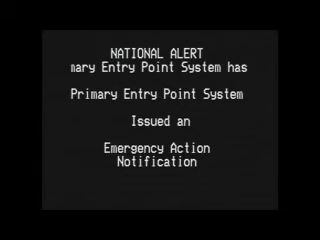 NATIONAL ALERT
mary Entry Point System has
Primary Entry Point System
Issued an
Emergency Action
Notification